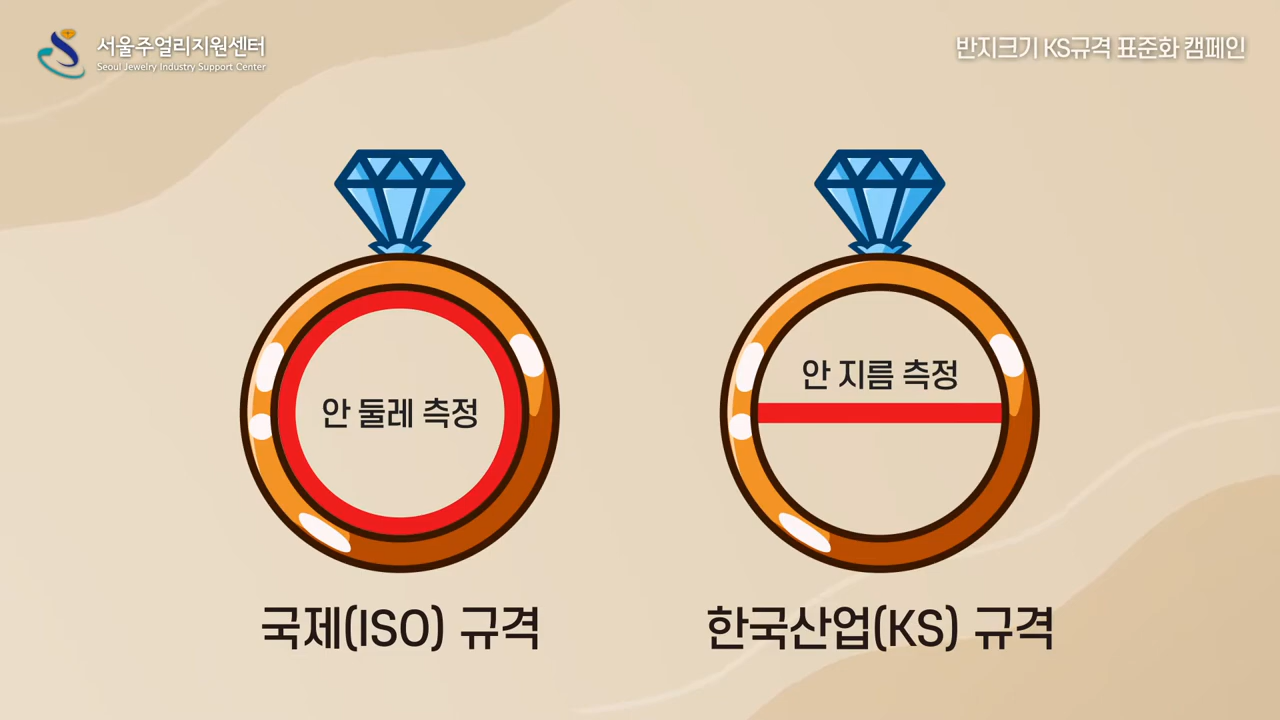 서울주얼리지원센터
Seoul Jewelry Industry Support Center
반지크기 KS규격 표준화 캠페인
안 둘레 측정
안 지름 측정
국제(ISO) 규격
한국산업(KS) 규격